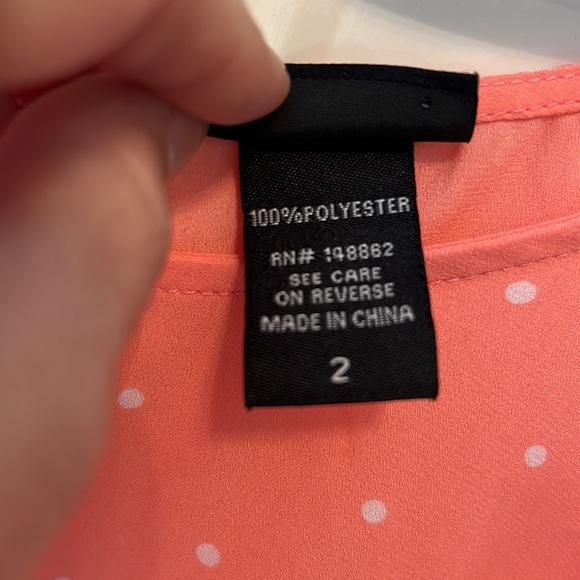 100%POLYESTER
RN# 148862
SEE CARE
ON REVERSE
MADE IN CHINA
2